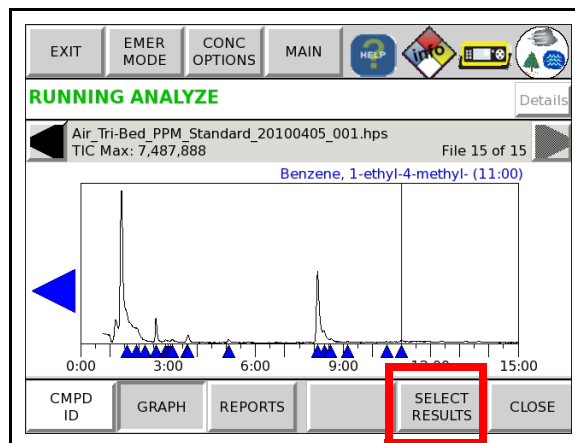 EXIT
EMER
MODE
CONC
OPTIONS
MAIN
HELP
info
RUNNING ANALYZE
Details
Air_Tri-Bed_PPM_Standard_20100405_001.hps
TIC Max: 7,487,888
File 15 of 15
Benzene, 1-ethyl-4-methyl- (11:00)
0:00 3:00 6:00 9:00 12:00 15:00
CMPD
ID
GRAPH
REPORTS
SELECT
RESULTS
CLOSE